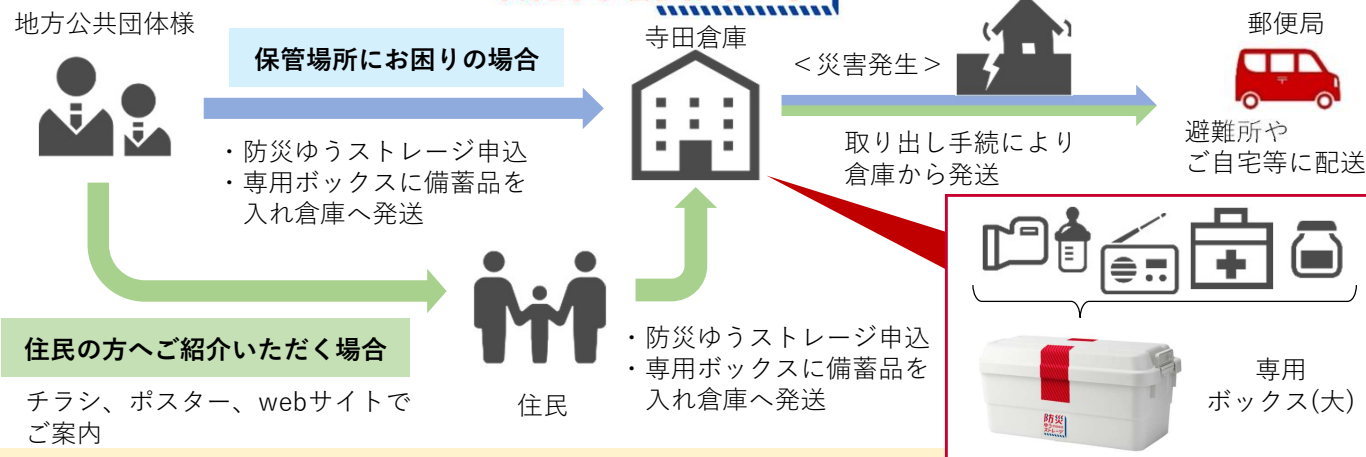 地方公共団体様
保管場所にお困りの場合
・防災ゆうストレージ申込
・専用ボックスに備蓄品を
入れ倉庫へ発送
寺田倉庫
＜災害発生＞
取り出し手続により
倉庫から発送
郵便局
〒
避難所や
ご自宅等に配送
住民の方へご紹介いただく場合
チラシ、ポスター、webサイトで
ご案内
住民
・防災ゆうストレージ申込
・専用ボックスに備蓄品を
入れ倉庫へ発送
防災
ゆう
ストレージ
専用
ボックス(大)